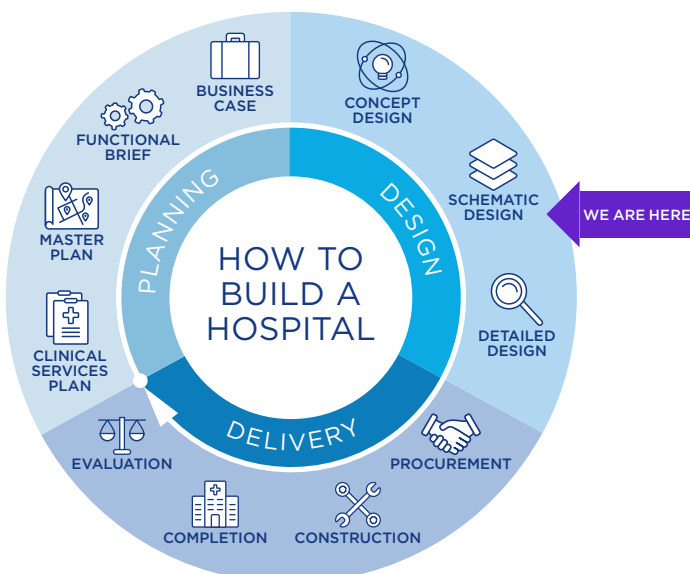 HOW TO
BUILD A
HOSPITAL
PLANNING
CLINICAL
SERVICES
PLAN
MASTER
PLAN
FUNCTIONAL
BRIEF
BUSINESS
CASE
DESIGN
CONCEPT
DESIGN
SCHEMATIC
DESIGN
WE ARE HERE
DETAILED
DESIGN
DELIVERY
PROCUREMENT
CONSTRUCTION
COMPLETION
EVALUATION